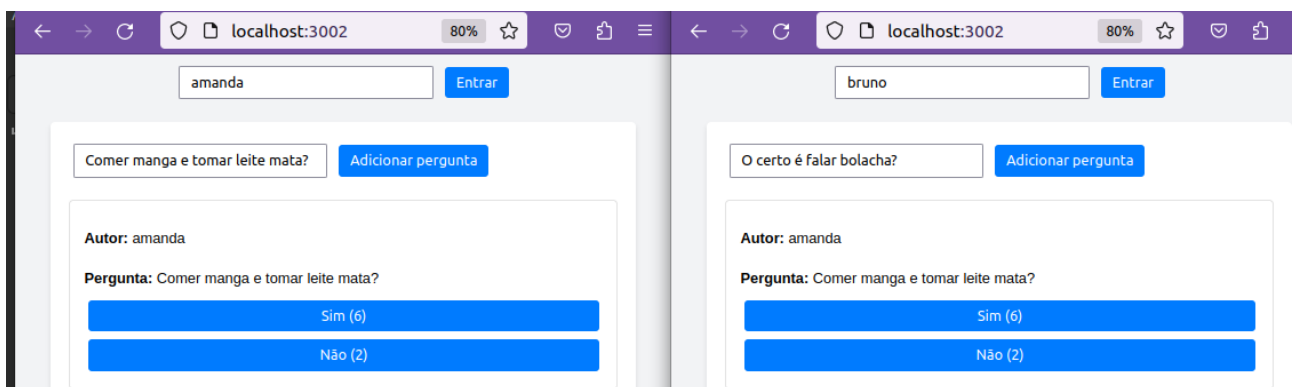 localhost:3002 80%
amanda Entrar
Comer manga e tomar leite mata? Adicionar pergunta
Autor: amanda
Pergunta: Comer manga e tomar leite mata?
Sim (6)
Não (2)
localhost:3002 80%
bruno Entrar
O certo é falar bolacha? Adicionar pergunta
Autor: amanda
Pergunta: Comer manga e tomar leite mata?
Sim (6)
Não (2)